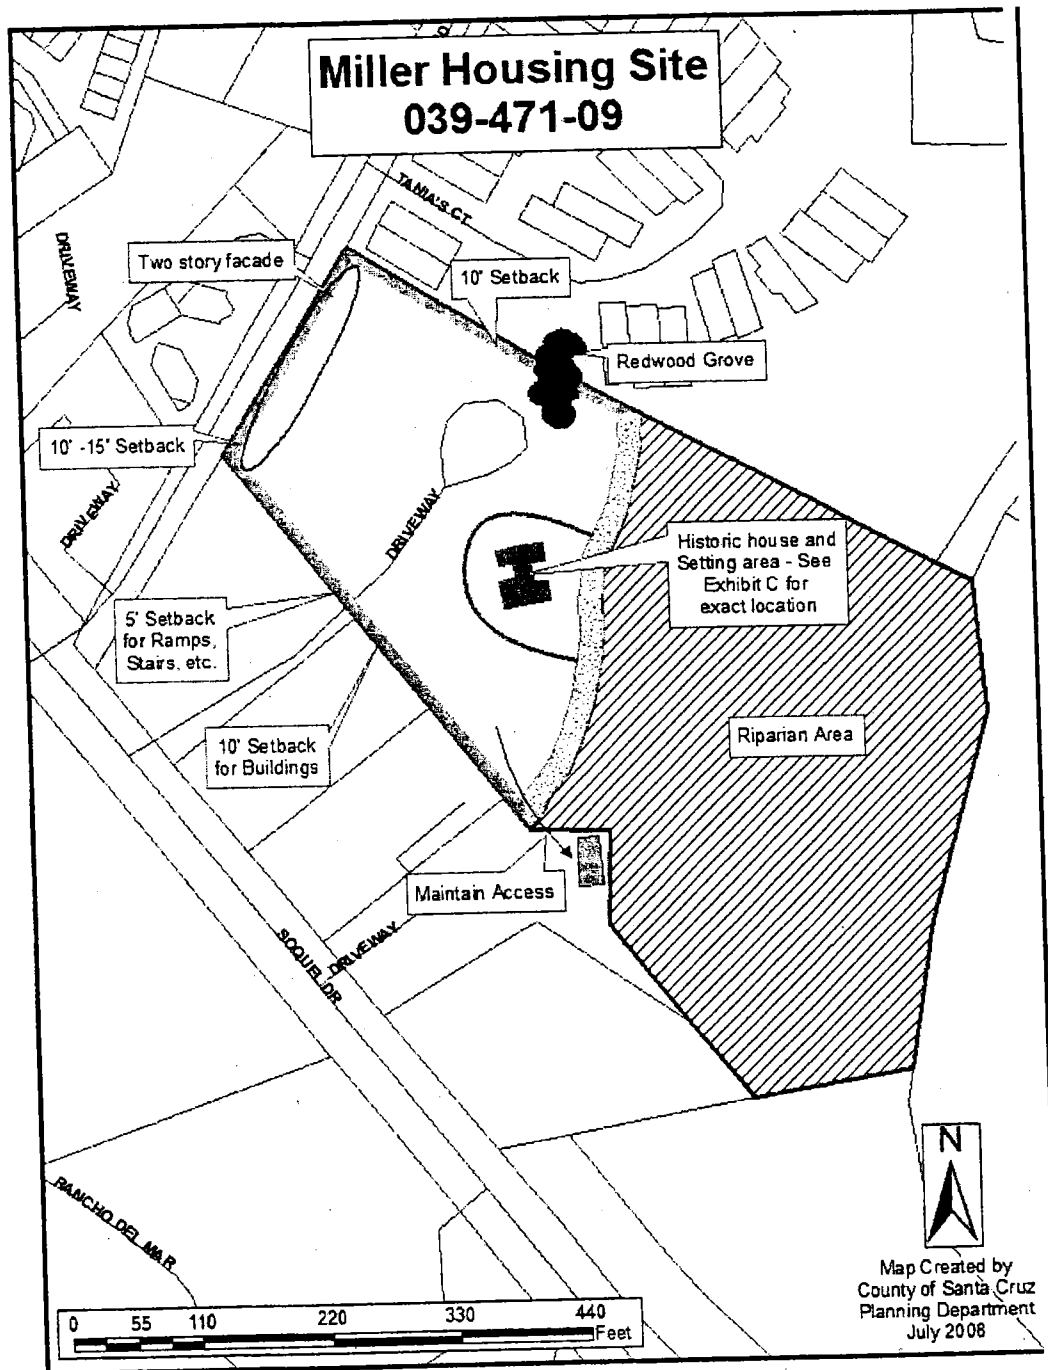 Miller Housing Site
039-471-09
TANIA'S CT
DRIVEWAY
Two story facade
10' Setback
Redwood Grove
10' -15' Setback
DRIVEWAY
DRIVEWAY
Historic house and
Setting area - See
Exhibit C for
exact location
5' Setback
for Ramps,
Stairs, etc.
10' Setback
for Buildings
Riparian Area
Maintain Access
SOQUEL DR
DRIVEWAY
RANCHO DEL MAR
N
Map Created by
County of Santa Cruz
Planning Department
July 2008
0 55 110 220 330 440
Feet